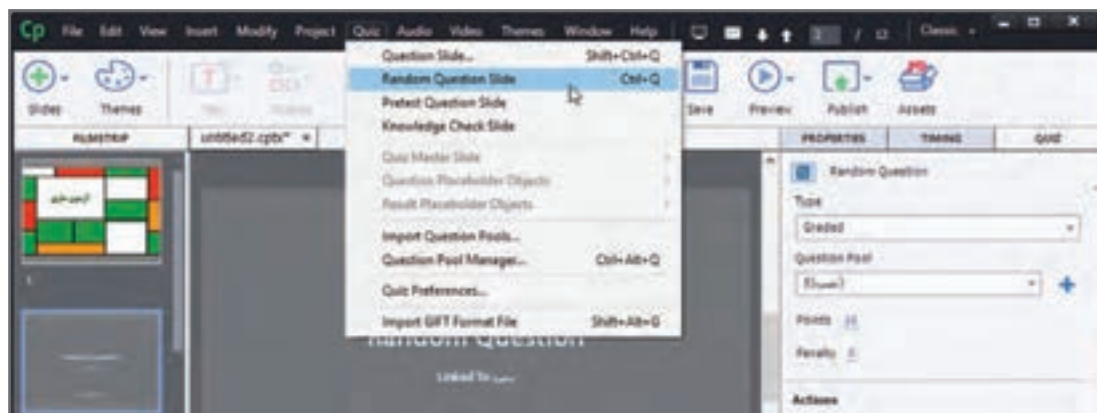 Cp File Edit View Insert Modify Project Quiz Audio Video Themes Window Help / Classic
Slides Themes Save Preview Publish Assets
FILMSTRIP untitled2.cptx* PROPERTIES TIMING QUIZ
Question Slide... Shift+Ctrl+Q
Random Question Slide Ctrl+Q
Pretest Question Slide
Knowledge Check Slide
Quiz Master Slide
Question Placeholder Objects
Result Placeholder Objects
Import Question Pools...
Question Pool Manager... Ctrl+Alt+Q
Quiz Preferences...
Import GIFT Format File Shift+Alt+G
Random Question
Linked To
Random Question
Type
Graded
Question Pool
Points
Penalty
Actions